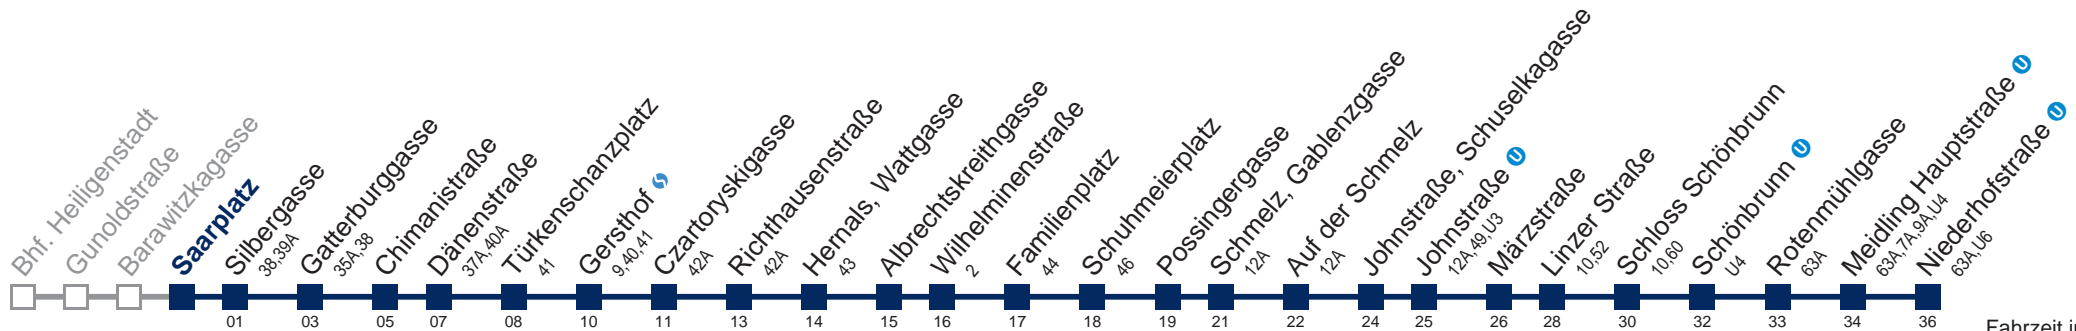 Bhf. Heiligenstadt
Gunoldstraße
Barawitzkagasse
Saarplatz
Silbergasse
38,39A
Gatterburggasse
35A,38
Chimanistraße
Dänenstraße
37A,40A
Türkenschanzplatz
41
Gersthof
9,40,41
Czartoryskigasse
42A
Richthausenstraße
42A
Hernals, Wattgasse
43
Albrechtskreithgasse
Wilhelminenstraße
2
Familienplatz
44
Schuhmeierplatz
46
Possingergasse
Schmelz, Gablenzgasse
12A
Auf der Schmelz
12A
Johnstraße, Schuselkagasse
Johnstraße U
12A,49,U3
Märzstraße
Linzer Straße
10,52
Schloss Schönbrunn
10,60
Schönbrunn U
U4
Rotenmühlgasse
63A
Meidling Hauptstraße U
63A,7A,9A,U4
Niederhofstraße U
63A,U6
01 03 05 07 08 10 11 13 14 15 16 17 18 19 21 22 24 25 26 28 30 32 33 34 36
Fahrzeit